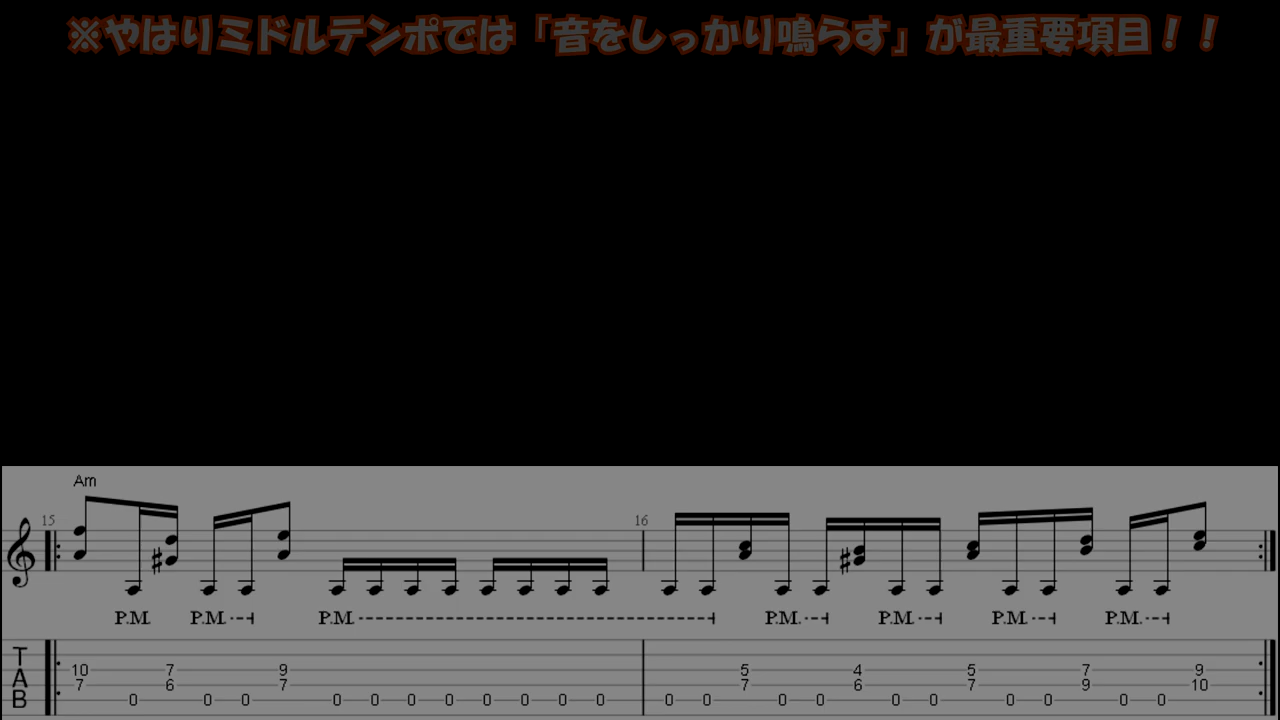 ※やはりミドルテンポでは「音をしっかり鳴らす」が最重要項目！！
Am
15 16
P.M. P.M. P.M. P.M. P.M. P.M. P.M.
T
A
B
10 7 9 5 4 5 7 9
7 6 7 7 6 7 9 10
0 0 0 0 0 0 0 0 0 0 0 0 0 0 0 0 0 0 0 0 0